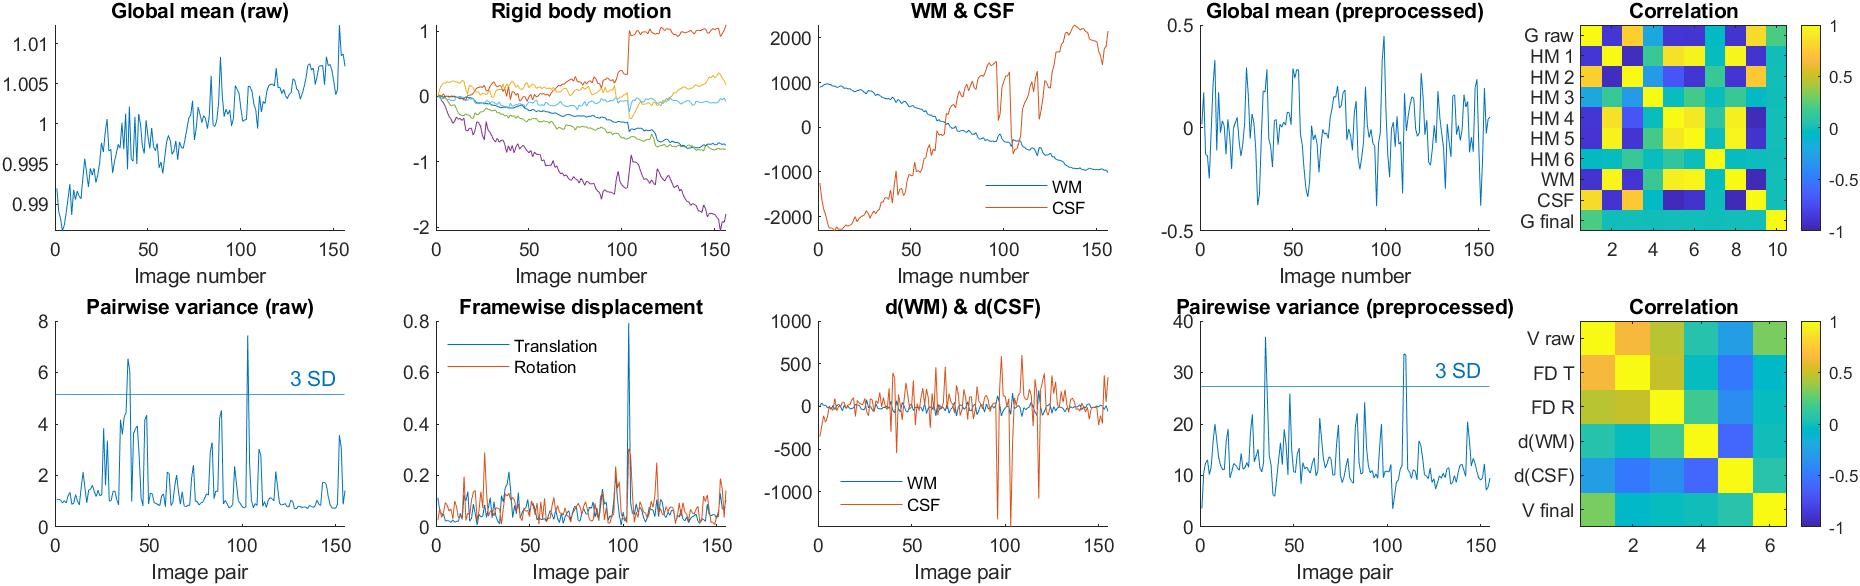 Global mean (raw)
1.01
1.005
1
0.995
0.99
0 50 100 150
Image number
Rigid body motion
1
0
-1
-2
0 50 100 150
Image number
WM & CSF
2000
1000
0
-1000
-2000
WM
CSF
0 50 100 150
Image number
Global mean (preprocessed)
0.5
0
-0.5
0 50 100 150
Image number
Correlation
G raw
HM 1
HM 2
HM 3
HM 4
HM 5
HM 6
WM
CSF
G final
2 4 6 8 10
1
0.5
0
-0.5
-1
Pairwise variance (raw)
8
6
4
2
0
3 SD
0 50 100 150
Image pair
Framewise displacement
0.8
0.6
0.4
0.2
0
Translation
Rotation
0 50 100 150
Image pair
d(WM) & d(CSF)
1000
500
0
-500
-1000
WM
CSF
0 50 100 150
Image pair
Pairewise variance (preprocessed)
40
30
20
10
0
3 SD
0 50 100 150
Image pair
Correlation
V raw
FD T
FD R
d(WM)
d(CSF)
V final
2 4 6
1
0.5
0
-0.5
-1